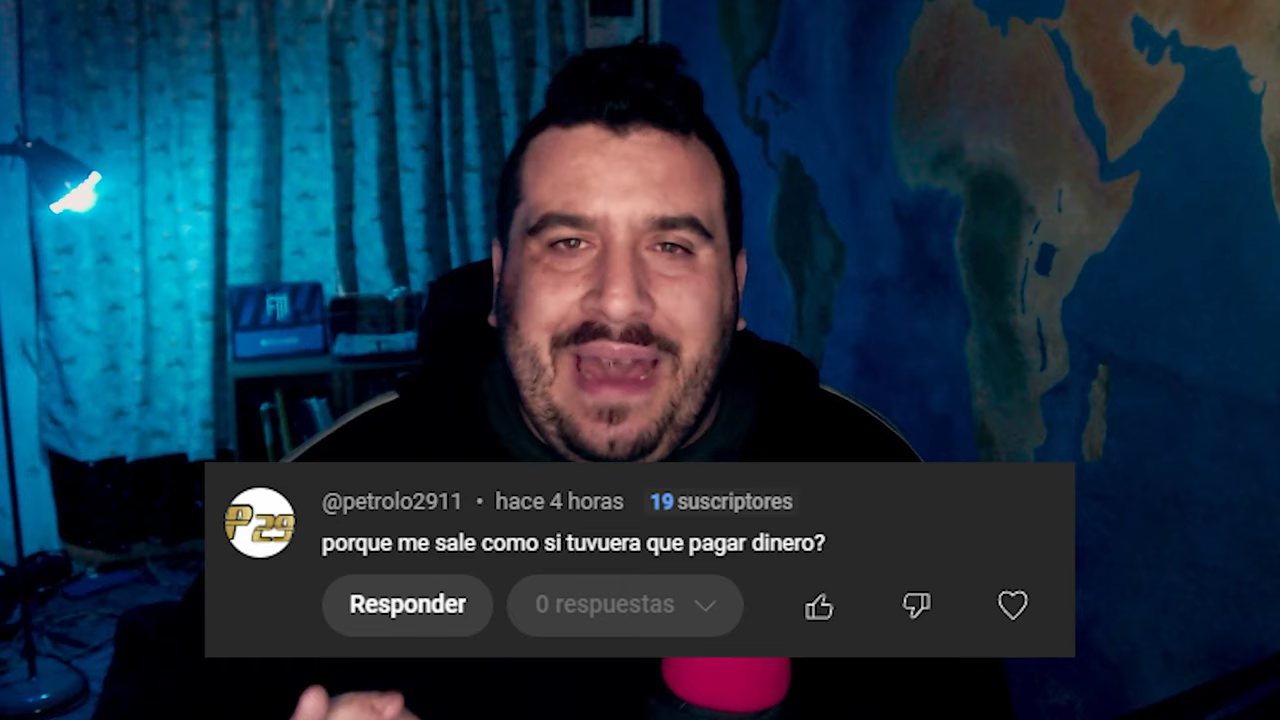 @petrolo2911 • hace 4 horas 19 suscriptores
P29
porque me sale como si tuvuera que pagar dinero?
Responder 0 respuestas